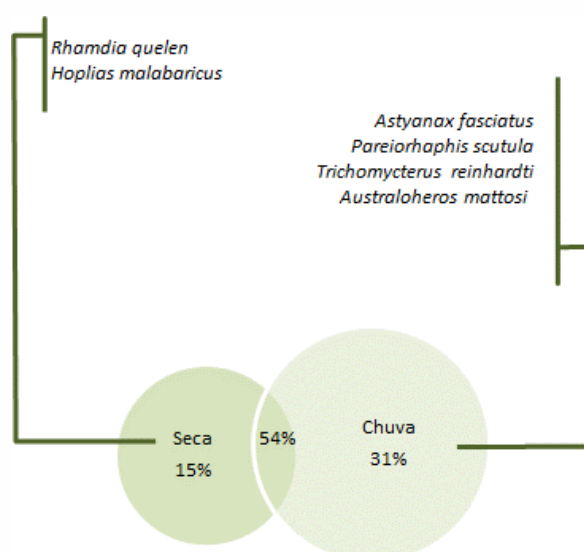 Rhamdia quelen
Hoplias malabaricus
Astyanax fasciatus
Pareiorhaphis scutula
Trichomycterus reinhardti
Australoheros mattosi
Seca
15%
54%
Chuva
31%